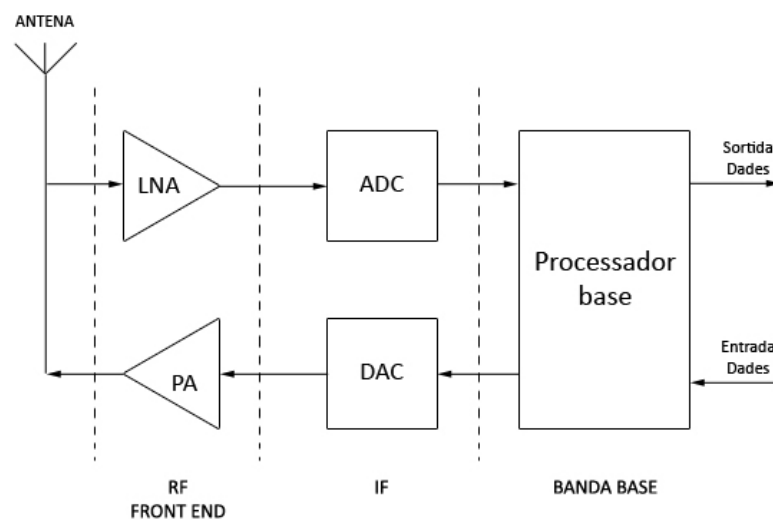 ANTENA
LNA
ADC
Sortida
Dades
Processador
base
PA
DAC
Entrada
Dades
RF
FRONT END
IF
BANDA BASE